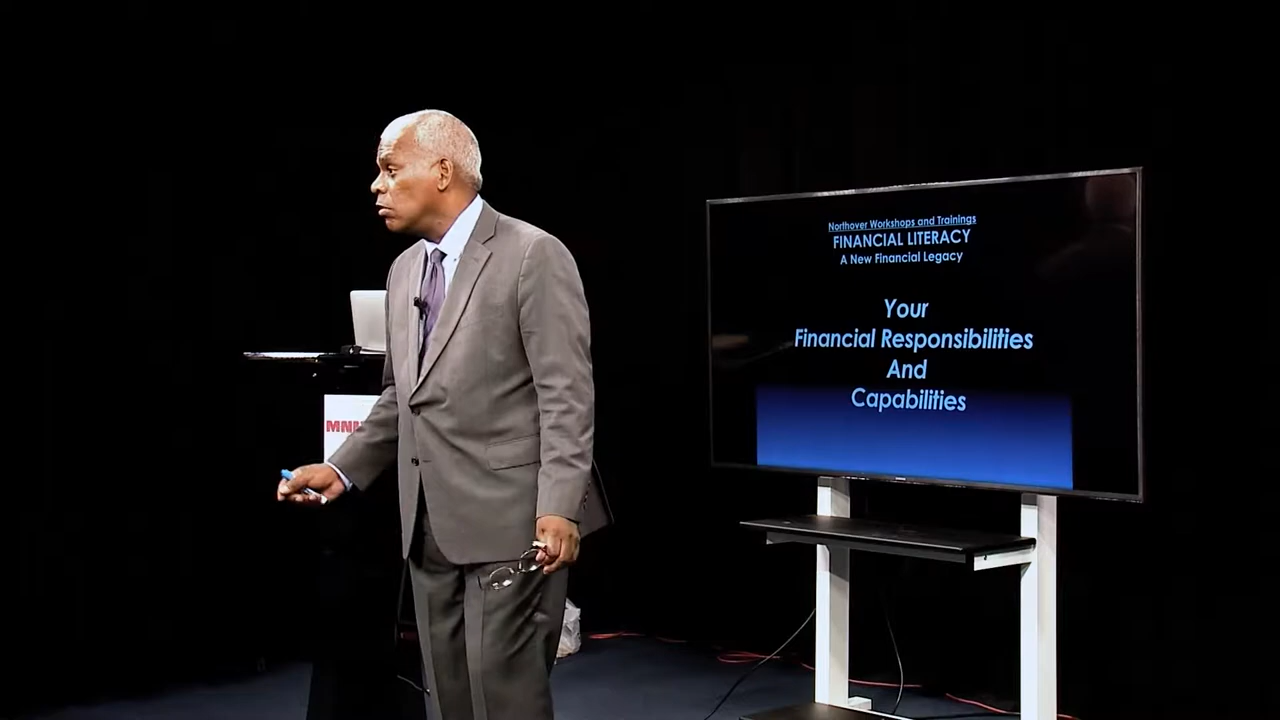 Northover Workshops and Trainings
FINANCIAL LITERACY
A New Financial Legacy
Your
Financial Responsibilities
And
Capabilities